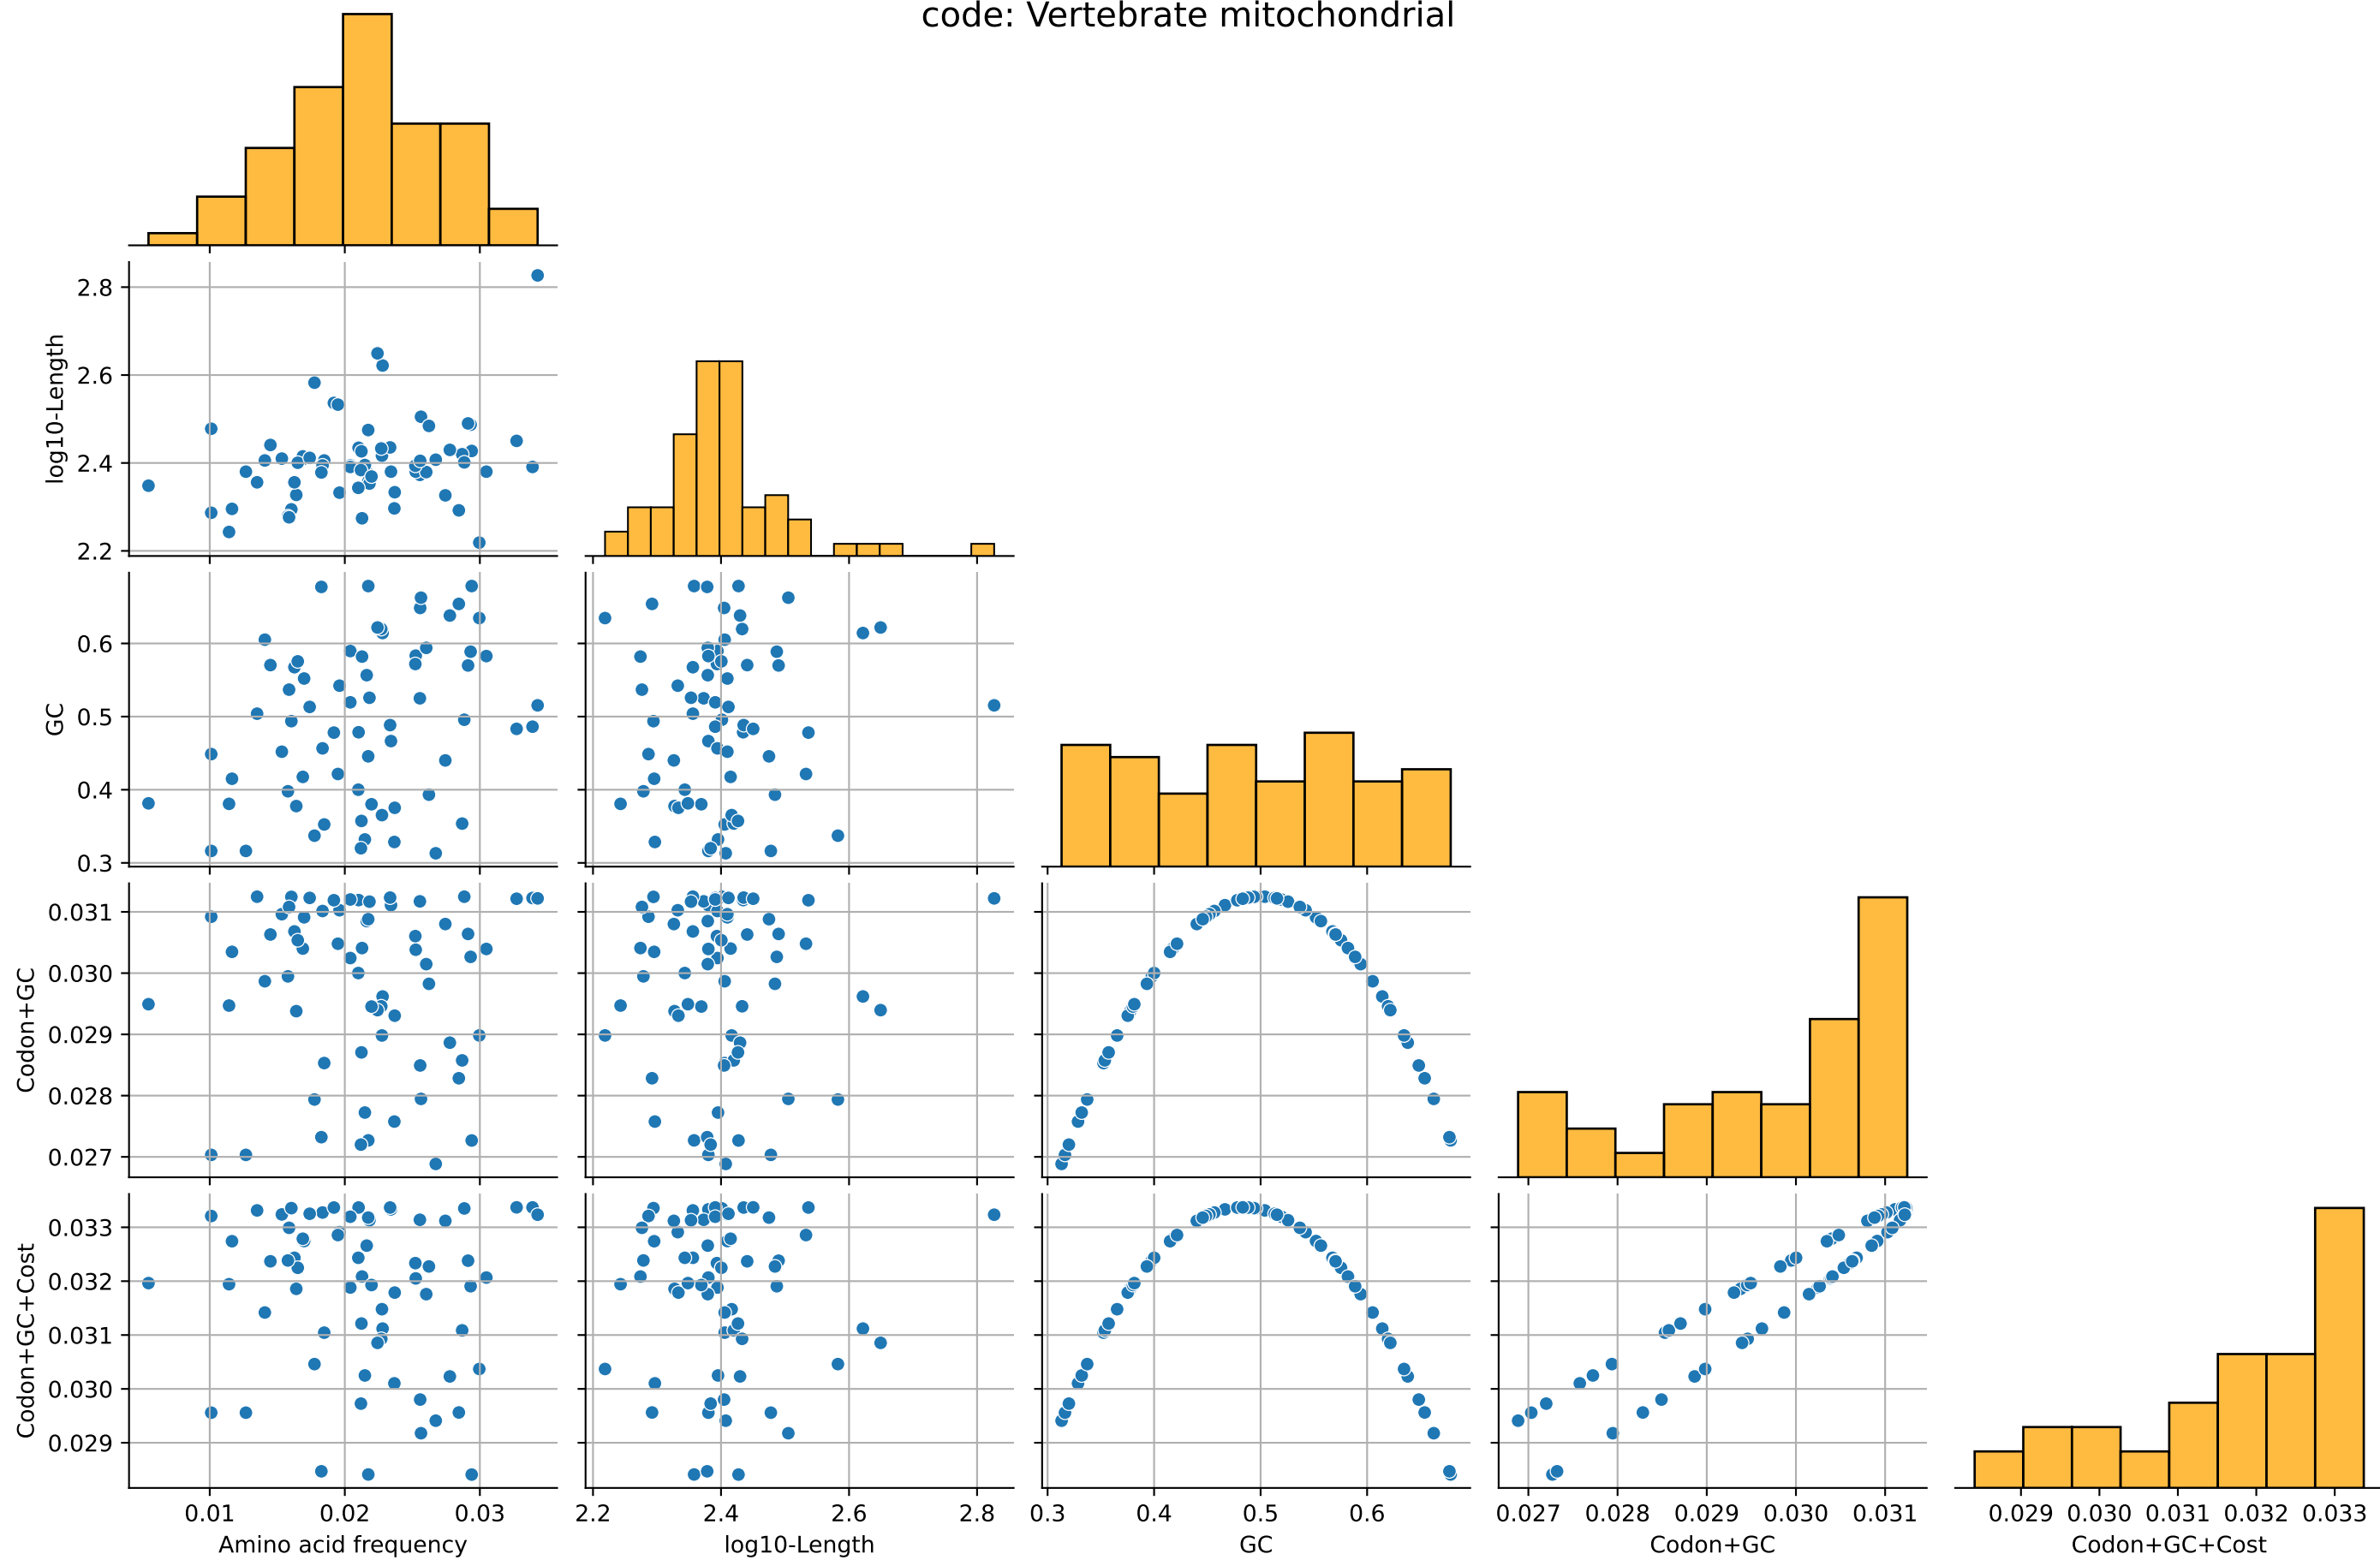 code: Vertebrate mitochondrial
2.8
2.6
2.4
2.2
log10-Length
0.6
0.5
0.4
0.3
GC
0.031
0.030
0.029
0.028
0.027
Codon+GC
0.033
0.032
0.031
0.030
0.029
Codon+GC+Cost
0.01 0.02 0.03
2.2 2.4 2.6 2.8
0.3 0.4 0.5 0.6
0.027 0.028 0.029 0.030 0.031
0.029 0.030 0.031 0.032 0.033
Amino acid frequency
log10-Length
GC
Codon+GC
Codon+GC+Cost